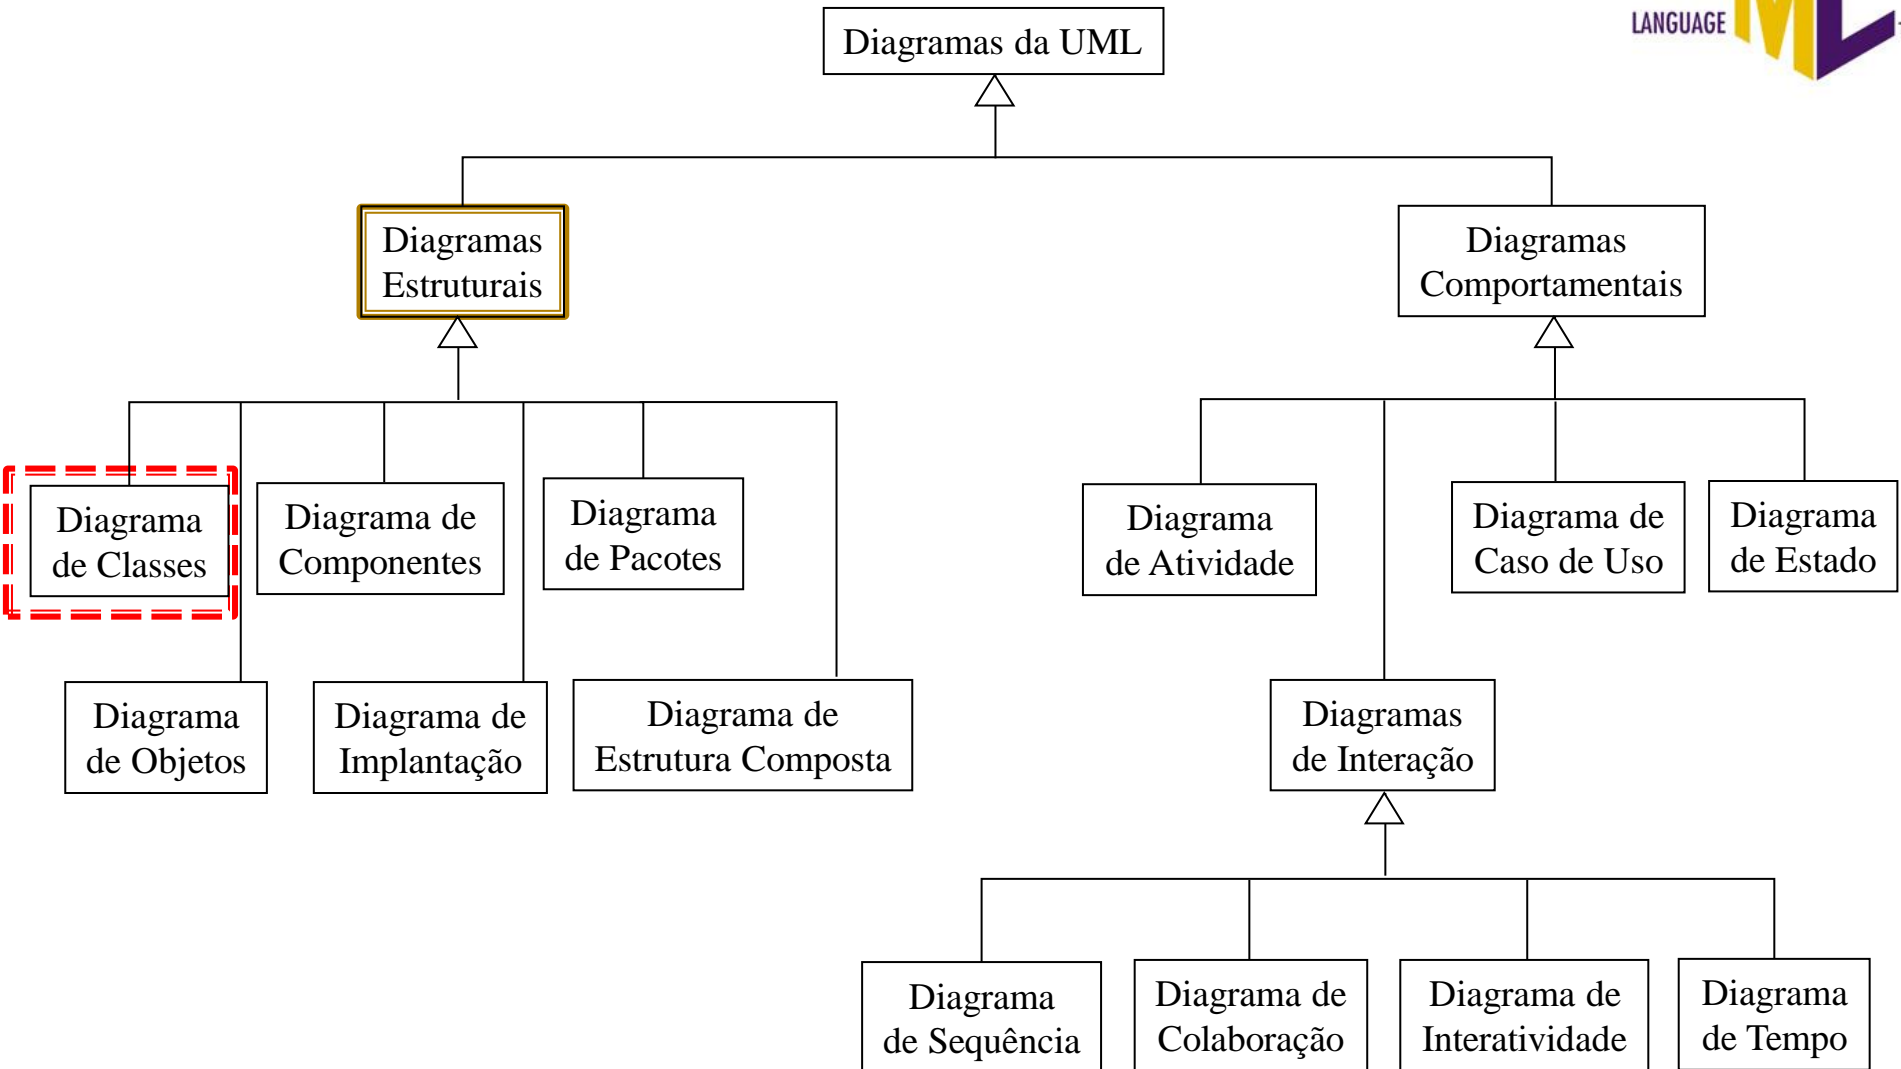 LANGUAGE
ML
Diagramas da UML
Diagramas
Estruturais
Diagramas
Comportamentais
Diagrama
de Classes
Diagrama de
Componentes
Diagrama
de Pacotes
Diagrama
de Atividade
Diagrama de
Caso de Uso
Diagrama
de Estado
Diagrama
de Objetos
Diagrama de
Implantação
Diagrama de
Estrutura Composta
Diagramas
de Interação
Diagrama
de Sequência
Diagrama de
Colaboração
Diagrama de
Interatividade
Diagrama
de Tempo